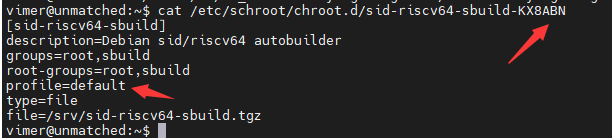 vimer@unmatched:~$ cat /etc/schroot/chroot.d/sid-riscv64-sbuild-KX8ABN
[sid-riscv64-sbuild]
description=Debian sid/riscv64 autobuilder
groups=root,sbuild
root-groups=root,sbuild
profile=default
type=file
file=/srv/sid-riscv64-sbuild.tgz
vimer@unmatched:~$